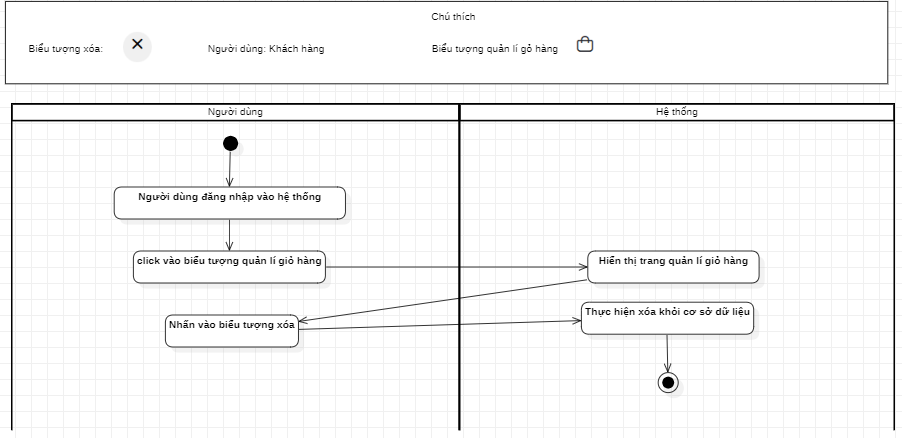 Chú thích
Biểu tượng xóa:
Người dùng: Khách hàng
Biểu tượng quản lí gỏ hàng
Người dùng
Hệ thống
Người dùng đăng nhập vào hệ thống
click vào biểu tượng quản lí giỏ hàng
Hiển thị trang quản lí giỏ hàng
Nhấn vào biểu tượng xóa
Thực hiện xóa khỏi cơ sở dữ liệu